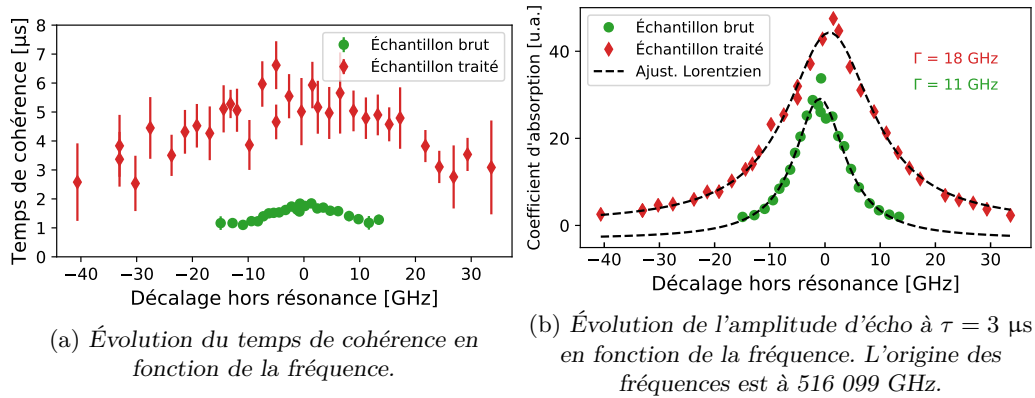 (a)
8
7
6
5
4
3
2
1
0
Temps de cohérence [µs]
Échantillon brut
Échantillon traité
−40 −30 −20 −10 0 10 20 30
Décalage hors résonance [GHz]
(a) Évolution du temps de cohérence en
fonction de la fréquence.
b)
40
20
0
Coefficient d'absorption [u.a.]
Échantillon brut
Échantillon traité
Ajust. Lorentzien
Γ = 18 GHz
Γ = 11 GHz
−40 −30 −20 −10 0 10 20 30
Décalage hors résonance [GHz]
(b) Évolution de l'amplitude d'écho à τ = 3 µs
en fonction de la fréquence. L'origine des
fréquences est à 516 099 GHz.